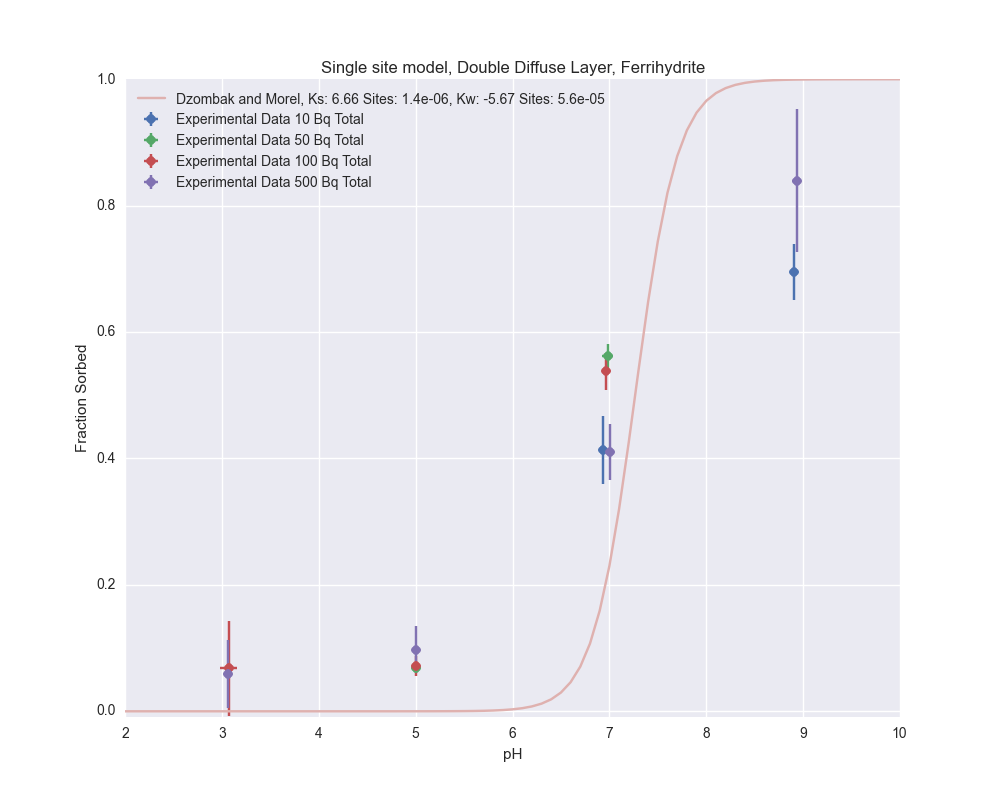 Single site model, Double Diffuse Layer, Ferrihydrite
Dzombak and Morel, Ks: 6.66 Sites: 1.4e-06, Kw: -5.67 Sites: 5.6e-05
Experimental Data 10 Bq Total
Experimental Data 50 Bq Total
Experimental Data 100 Bq Total
Experimental Data 500 Bq Total
Fraction Sorbed
1.0
0.8
0.6
0.4
0.2
0.0
2 3 4 5 6 7 8 9 10
pH